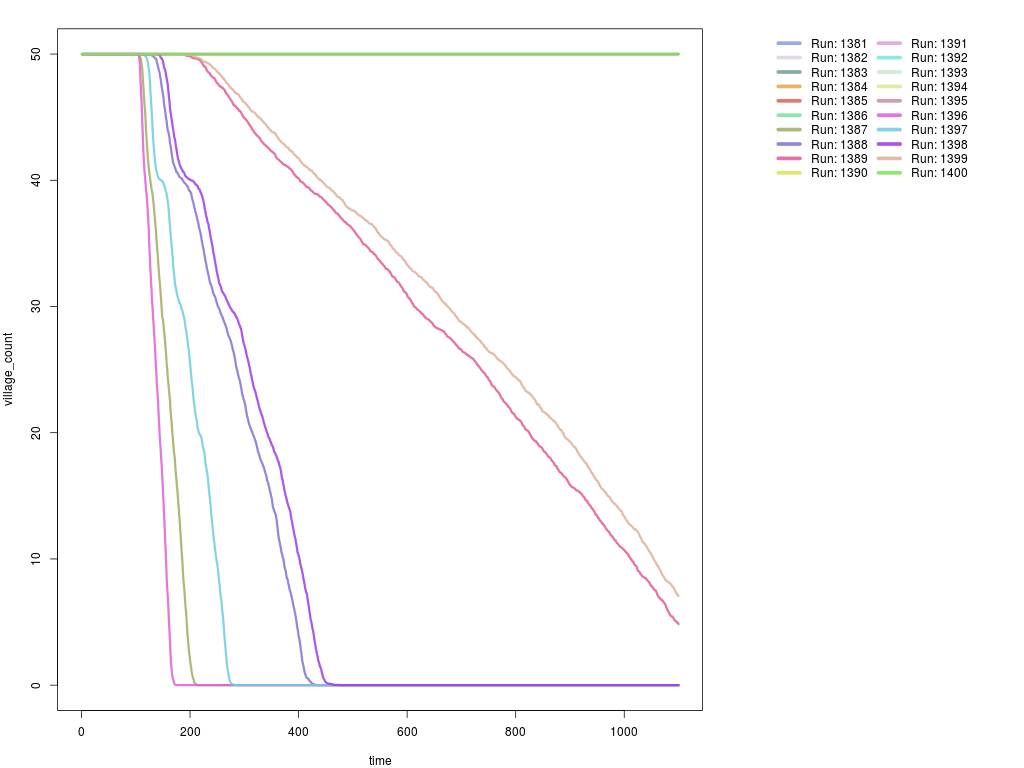 village_count
50
40
30
20
10
0
0 200 400 600 800 1000
time
Run: 1381 Run: 1391
Run: 1382 Run: 1392
Run: 1383 Run: 1393
Run: 1384 Run: 1394
Run: 1385 Run: 1395
Run: 1386 Run: 1396
Run: 1387 Run: 1397
Run: 1388 Run: 1398
Run: 1389 Run: 1399
Run: 1390 Run: 1400